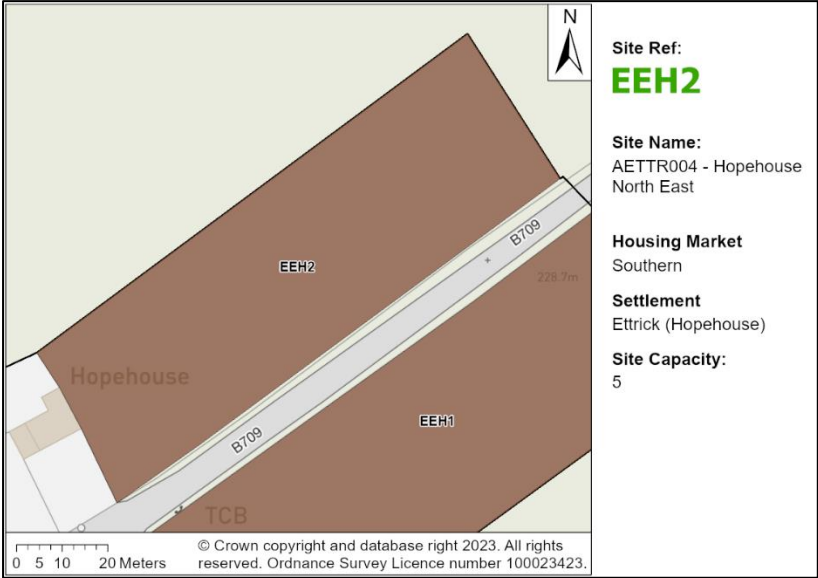 N
B709
EEH2
228.7m
Hopehouse
EEH1
B709
TCB
0 5 10 20 Meters
© Crown copyright and database right 2023. All rights
reserved. Ordnance Survey Licence number 100023423.
Site Ref:
EEH2
Site Name:
AETTR004 - Hopehouse
North East
Housing Market
Southern
Settlement
Ettrick (Hopehouse)
Site Capacity:
5